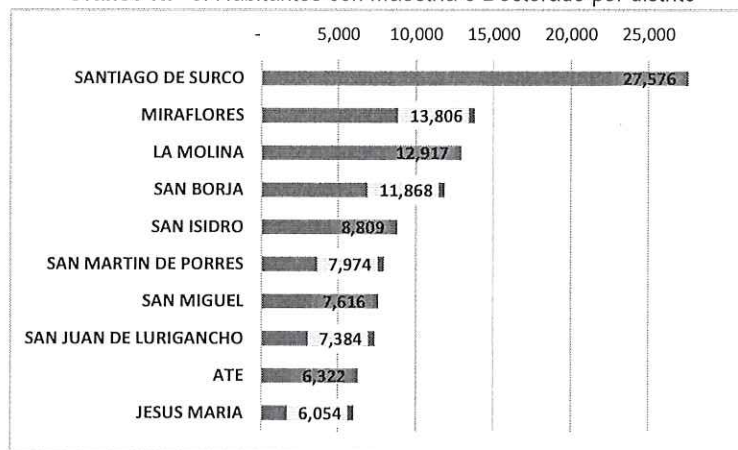 - 5,000 10,000 15,000 20,000 25,000
SANTIAGO DE SURCO 27,576
MIRAFLORES 13,806
LA MOLINA 12,917
SAN BORJA 11,868
SAN ISIDRO 8,809
SAN MARTIN DE PORRES 7,974
SAN MIGUEL 7,616
SAN JUAN DE LURIGANCHO 7,384
ATE 6,322
JESUS MARIA 6,054